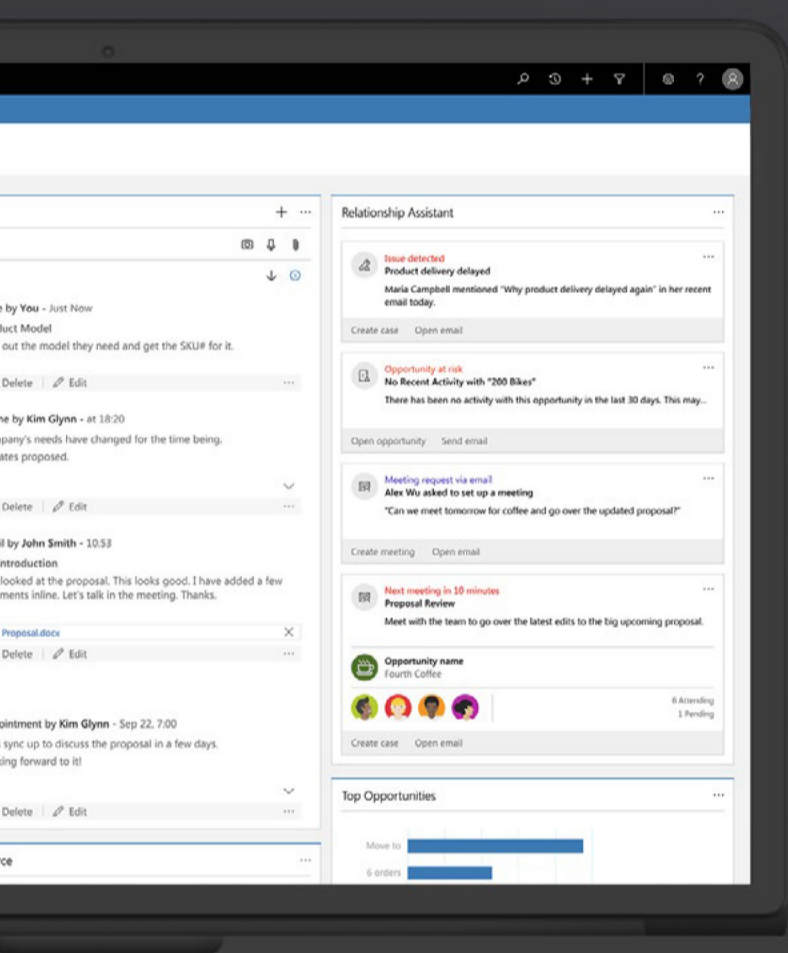 e by You - Just Now
duct Model
out the model they need and get the SKU# for it.
Delete
Edit
ne by Kim Glynn - at 18:20
mpany's needs have changed for the time being.
ates proposed.
Delete
Edit
il by John Smith - 10:53
ntroduction
looked at the proposal. This looks good. I have added a few
ments inline. Let's talk in the meeting. Thanks.
Proposal.docx
Delete
Edit
ointment by Kim Glynn - Sep 22, 7:00
sync up to discuss the proposal in a few days.
king forward to it!
Delete
Edit
rce
Relationship Assistant
Issue detected
Product delivery delayed
Maria Campbell mentioned "Why product delivery delayed again" in her recent
email today.
Create case Open email
Opportunity at risk
No Recent Activity with "200 Bikes"
There has been no activity with this opportunity in the last 30 days. This may...
Open opportunity Send email
Meeting request via email
Alex Wu asked to set up a meeting
"Can we meet tomorrow for coffee and go over the updated proposal?"
Create meeting Open email
Next meeting in 10 minutes
Proposal Review
Meet with the team to go over the latest edits to the big upcoming proposal.
Opportunity name
Fourth Coffee
6 Attending
1 Pending
Create case Open email
Top Opportunities
Move to
6 orders